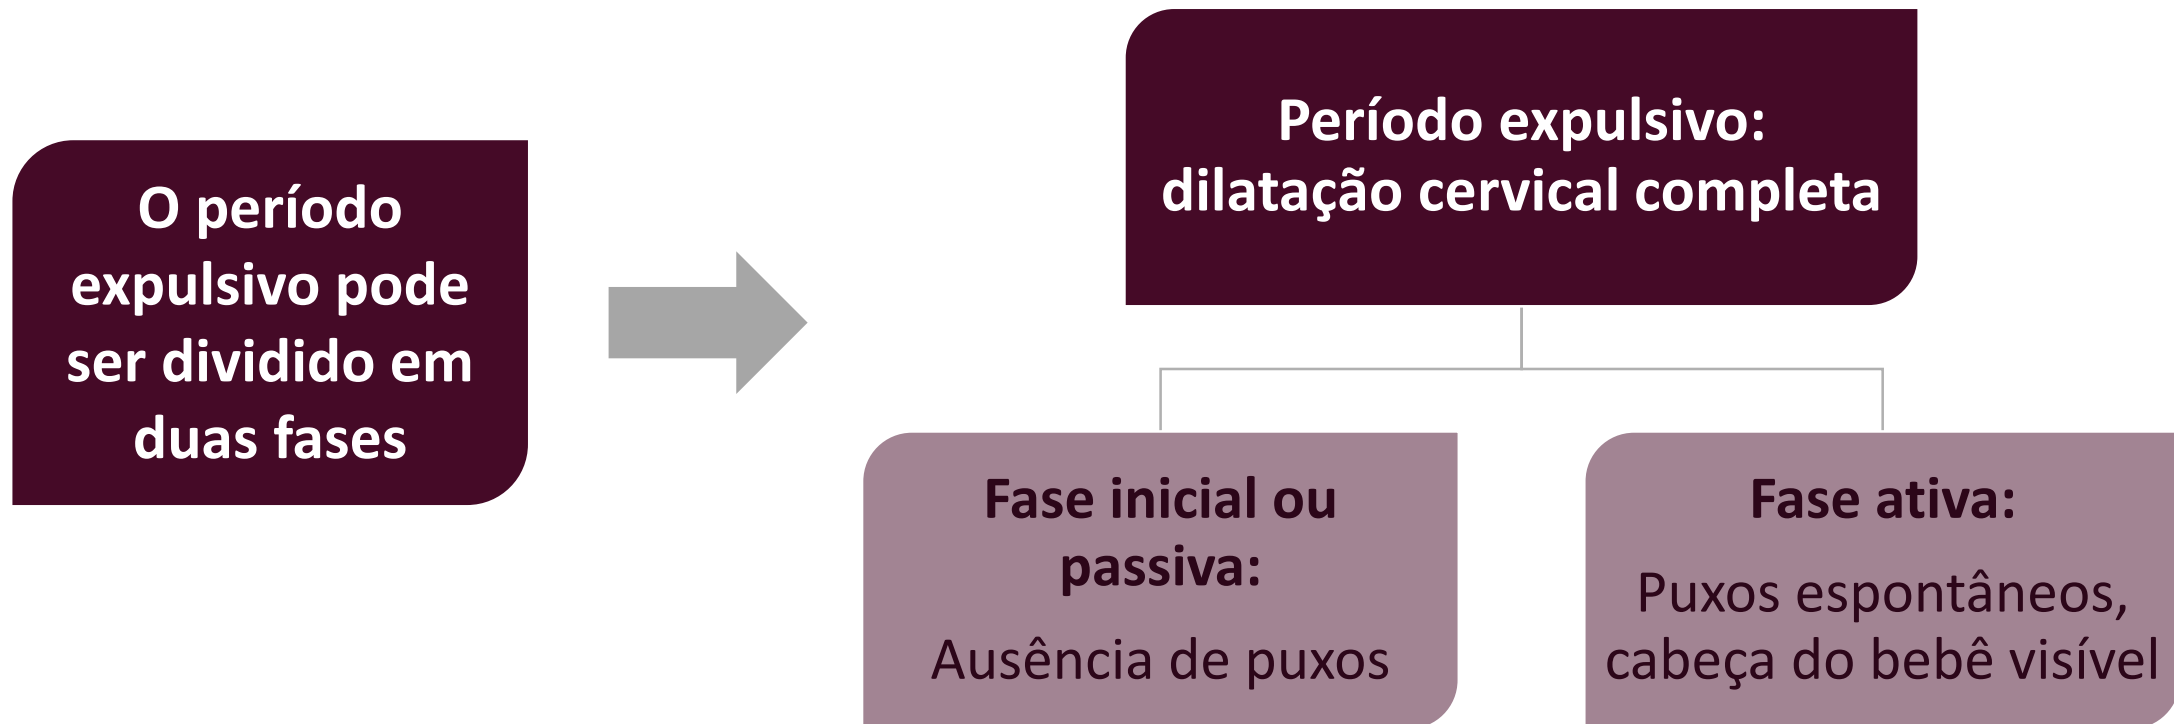 O período
expulsivo pode
ser dividido em
duas fases
Período expulsivo:
dilatação cervical completa
Fase inicial ou
passiva:
Ausência de puxos
Fase ativa:
Puxos espontâneos,
cabeça do bebê visível